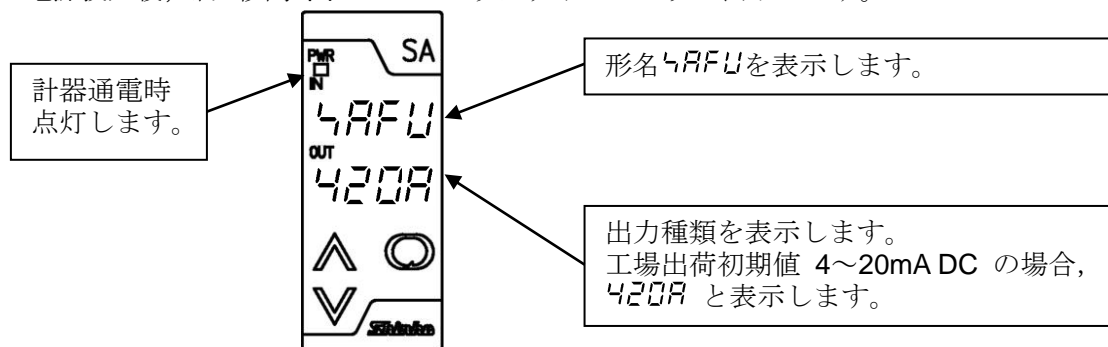 SA
PWR
IN
SAFU
OUT
420A
Shinko
計器通電時
点灯します。
形名SAFUを表示します。
出力種類を表示します。
工場出荷初期値 4～20mA DC の場合,
420A と表示します。